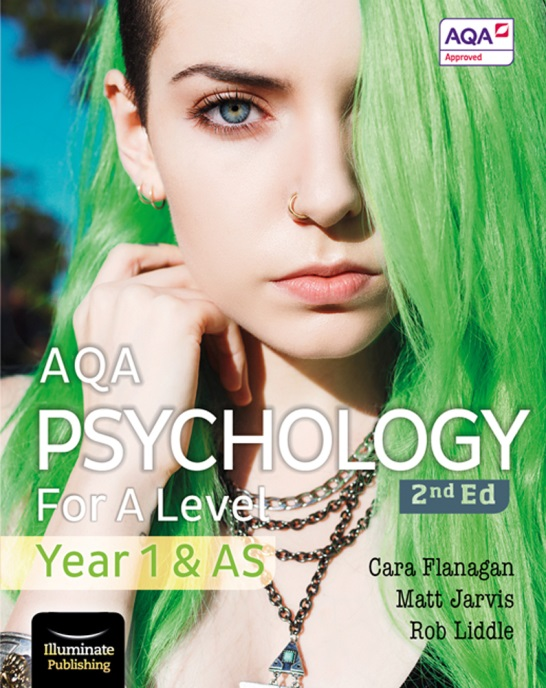 AQA
Approved
AQA
PSYCHOLOGY
2nd Ed
For A Level
Year 1 & AS
Cara Flanagan
Matt Jarvis
Rob Liddle
Illuminate
Publishing